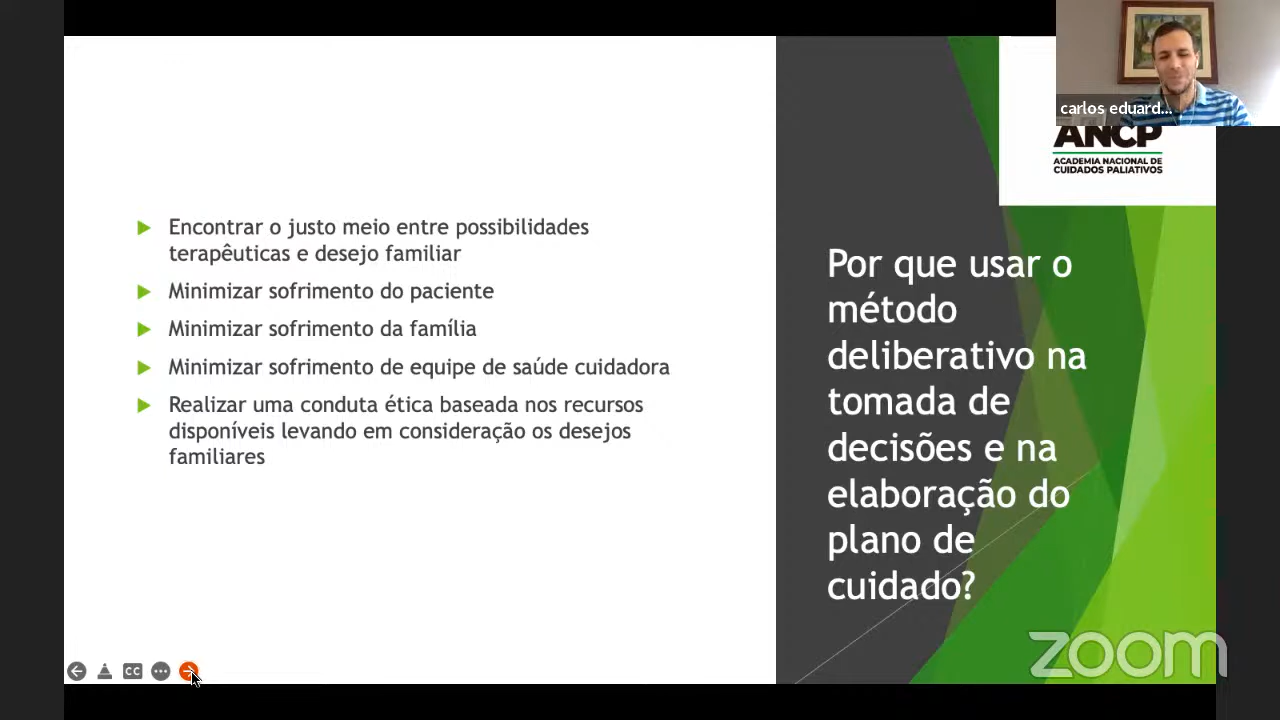 carlos eduard...
ANCP
ACADEMIA NACIONAL DE
CUIDADOS PALIATIVOS
Encontrar o justo meio entre possibilidades
terapêuticas e desejo familiar
Minimizar sofrimento do paciente
Minimizar sofrimento da família
Minimizar sofrimento de equipe de saúde cuidadora
Realizar uma conduta ética baseada nos recursos
disponíveis levando em consideração os desejos
familiares
Por que usar o
método
deliberativo na
tomada de
decisões e na
elaboração do
plano de
cuidado?
CC
zoom